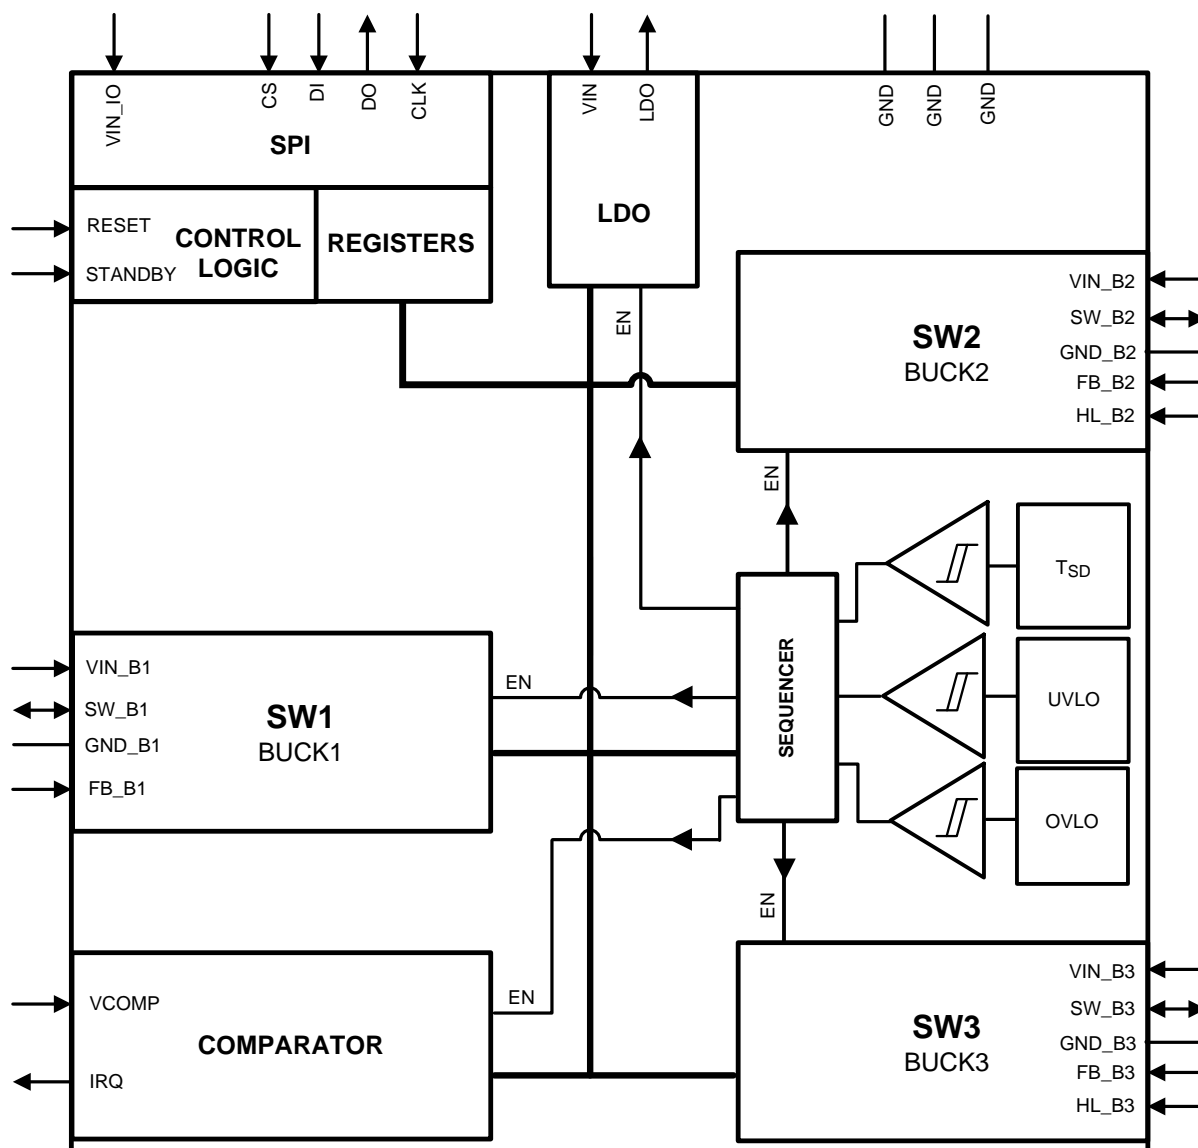 VIN_IO
CS
DI
DO
CLK
SPI
VIN
LDO
GND
GND
GND
RESET
STANDBY
CONTROL
LOGIC
REGISTERS
LDO
EN
SW2
BUCK2
VIN_B2
SW_B2
GND_B2
FB_B2
HL_B2
EN
TSD
SEQUENCER
UVLO
OVLO
VIN_B1
SW_B1
GND_B1
FB_B1
SW1
BUCK1
EN
EN
EN
VCOMP
IRQ
COMPARATOR
SW3
BUCK3
VIN_B3
SW_B3
GND_B3
FB_B3
HL_B3